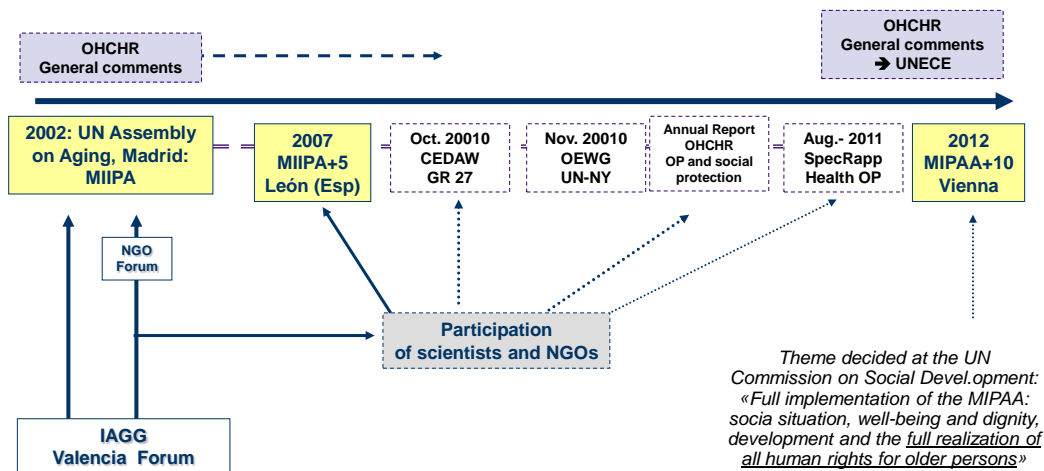 OHCHR
General comments
OHCHR
General comments
➔ UNECE
2002: UN Assembly
on Aging, Madrid:
MIIPA
2007
MIIPA+5
León (Esp)
Oct. 20010
CEDAW
GR 27
Nov. 20010
OEWG
UN-NY
Annual Report
OHCHR
OP and social
protection
Aug.- 2011
SpecRapp
Health OP
2012
MIPAA+10
Vienna
NGO
Forum
Participation
of scientists and NGOs
IAGG
Valencia Forum
Theme decided at the UN
Commission on Social Devel.opment:
«Full implementation of the MIPAA:
socia situation, well-being and dignity,
development and the full realization of
all human rights for older persons»